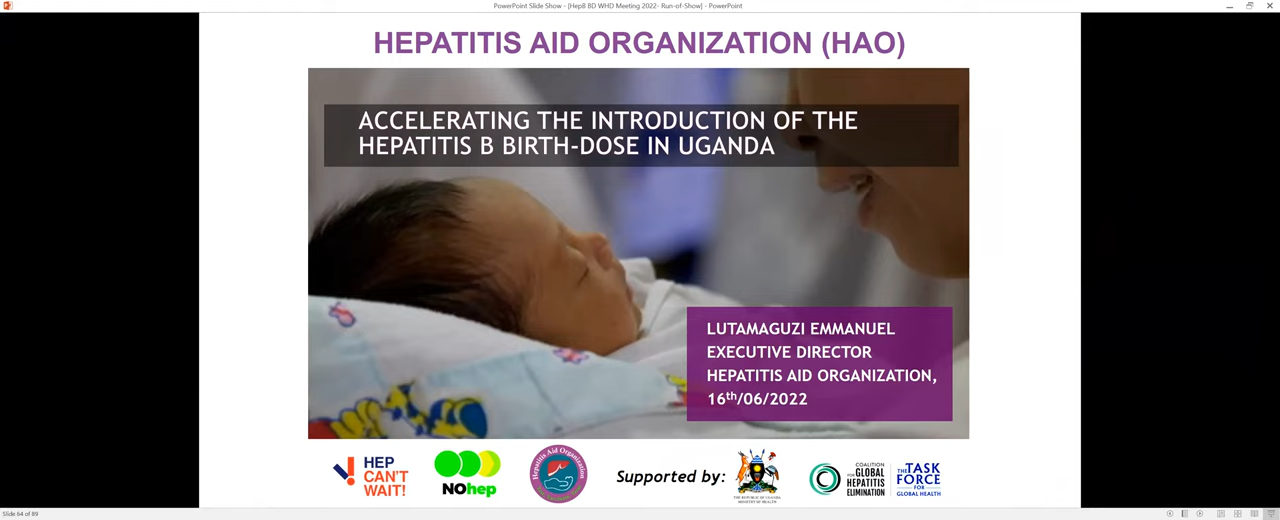 PowerPoint Slide Show - [HepB BD WHD Meeting 2022- Run-of-Show] - PowerPoint
HEPATITIS AID ORGANIZATION (HAO)
ACCELERATING THE INTRODUCTION OF THE
HEPATITIS B BIRTH-DOSE IN UGANDA
LUTAMAGUZI EMMANUEL
EXECUTIVE DIRECTOR
HEPATITIS AID ORGANIZATION,
16th/06/2022
HEP
CAN'T
WAIT!
NOhep
Hepatitis Aid Organization
Supported by:
THE REPUBLIC OF UGANDA
MINISTRY OF HEALTH
COALITION
FOR GLOBAL
HEPATITIS
ELIMINATION
THE TASK
FORCE
FOR
GLOBAL HEALTH
Slide 64 of 89